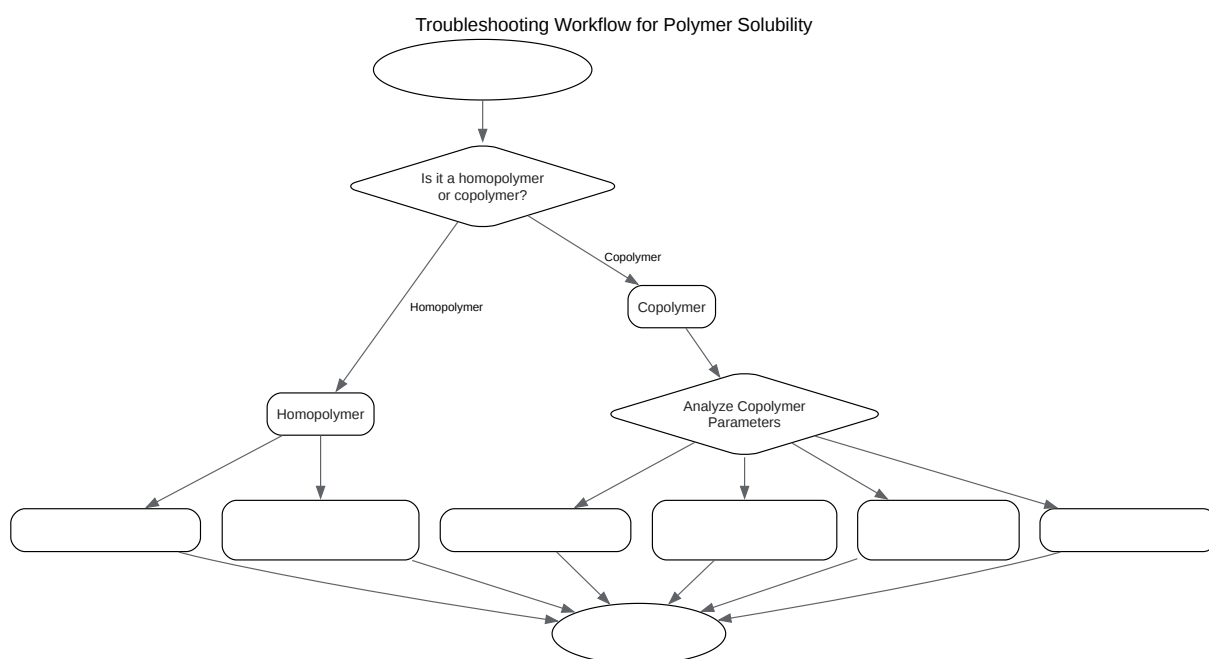 Troubleshooting Workflow for Polymer Solubility
Is it a homopolymer
or copolymer?
Copolymer
Homopolymer
Copolymer
Homopolymer
Analyze Copolymer
Parameters